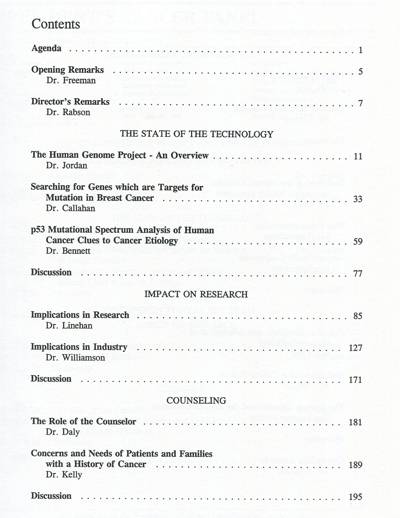 Contents
Agenda . . . . . . . . . . . . . . . . . . . . . . . . . . . . . . . . . . . . . . . . 1
Opening Remarks . . . . . . . . . . . . . . . . . . . . . . . . . . . . . . . . . . 5
Dr. Freeman
Director's Remarks . . . . . . . . . . . . . . . . . . . . . . . . . . . . . . . . . 7
Dr. Rabson
THE STATE OF THE TECHNOLOGY
The Human Genome Project - An Overview . . . . . . . . . . . . . . . . . . . . 11
Dr. Jordan
Searching for Genes which are Targets for
Mutation in Breast Cancer . . . . . . . . . . . . . . . . . . . . . . . . . . . 33
Dr. Callahan
p53 Mutational Spectrum Analysis of Human
Cancer Clues to Cancer Etiology . . . . . . . . . . . . . . . . . . . . . . . . 59
Dr. Bennett
Discussion . . . . . . . . . . . . . . . . . . . . . . . . . . . . . . . . . . . . . . 77
IMPACT ON RESEARCH
Implications in Research . . . . . . . . . . . . . . . . . . . . . . . . . . . . . . 85
Dr. Linehan
Implications in Industry . . . . . . . . . . . . . . . . . . . . . . . . . . . . . 127
Dr. Williamson
Discussion . . . . . . . . . . . . . . . . . . . . . . . . . . . . . . . . . . . . . 171
COUNSELING
The Role of the Counselor . . . . . . . . . . . . . . . . . . . . . . . . . . . . 181
Dr. Daly
Concerns and Needs of Patients and Families
with a History of Cancer . . . . . . . . . . . . . . . . . . . . . . . . . . . 189
Dr. Kelly
Discussion . . . . . . . . . . . . . . . . . . . . . . . . . . . . . . . . . . . . . 195